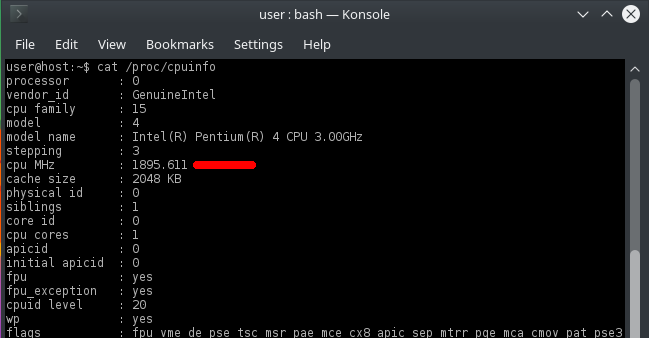 user : bash — Konsole
File Edit View Bookmarks Settings Help
user@host:~$ cat /proc/cpuinfo
processor : 0
vendor_id : GenuineIntel
cpu family : 15
model : 4
model name : Intel(R) Pentium(R) 4 CPU 3.00GHz
stepping : 3
cpu MHz : 1895.611
cache size : 2048 KB
physical id : 0
siblings : 1
core id : 0
cpu cores : 1
apicid : 0
initial apicid : 0
fpu : yes
fpu_exception : yes
cpuid level : 20
wp : yes
flags : fpu vme de pse tsc msr pae mce cx8 apic sep mtrr pge mca cmov pat pse3